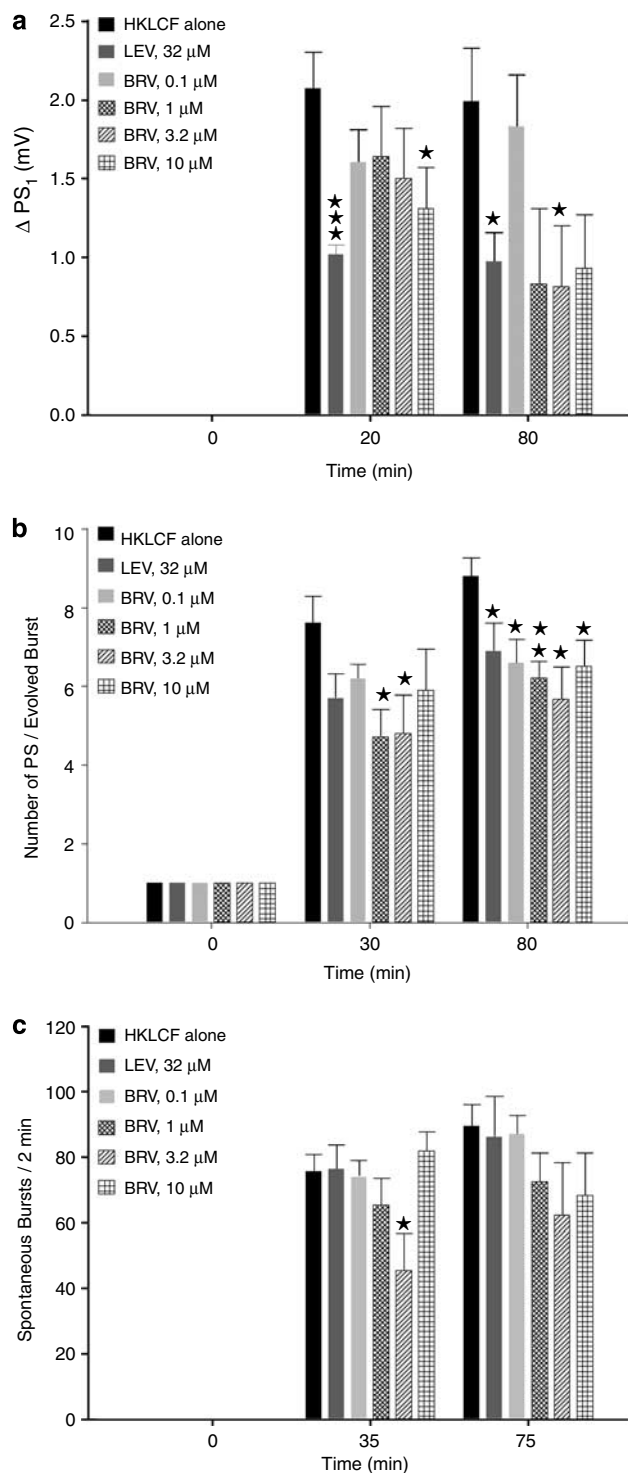 a
2.5
2.0
1.5
1.0
0.5
0.0
Δ PS1 (mV)
HKLCF alone
LEV, 32 μM
BRV, 0.1 μM
BRV, 1 μM
BRV, 3.2 μM
BRV, 10 μM
★★★
★
★
★
0
20
80
Time (min)
b
10
8
6
4
2
0
Number of PS / Evolved Burst
HKLCF alone
LEV, 32 μM
BRV, 0.1 μM
BRV, 1 μM
BRV, 3.2 μM
BRV, 10 μM
★
★
★
★
★★
★
★
0
30
80
Time (min)
c
120
100
80
60
40
20
0
Spontaneous Bursts / 2 min
HKLCF alone
LEV, 32 μM
BRV, 0.1 μM
BRV, 1 μM
BRV, 3.2 μM
BRV, 10 μM
★
0
35
75
Time (min)